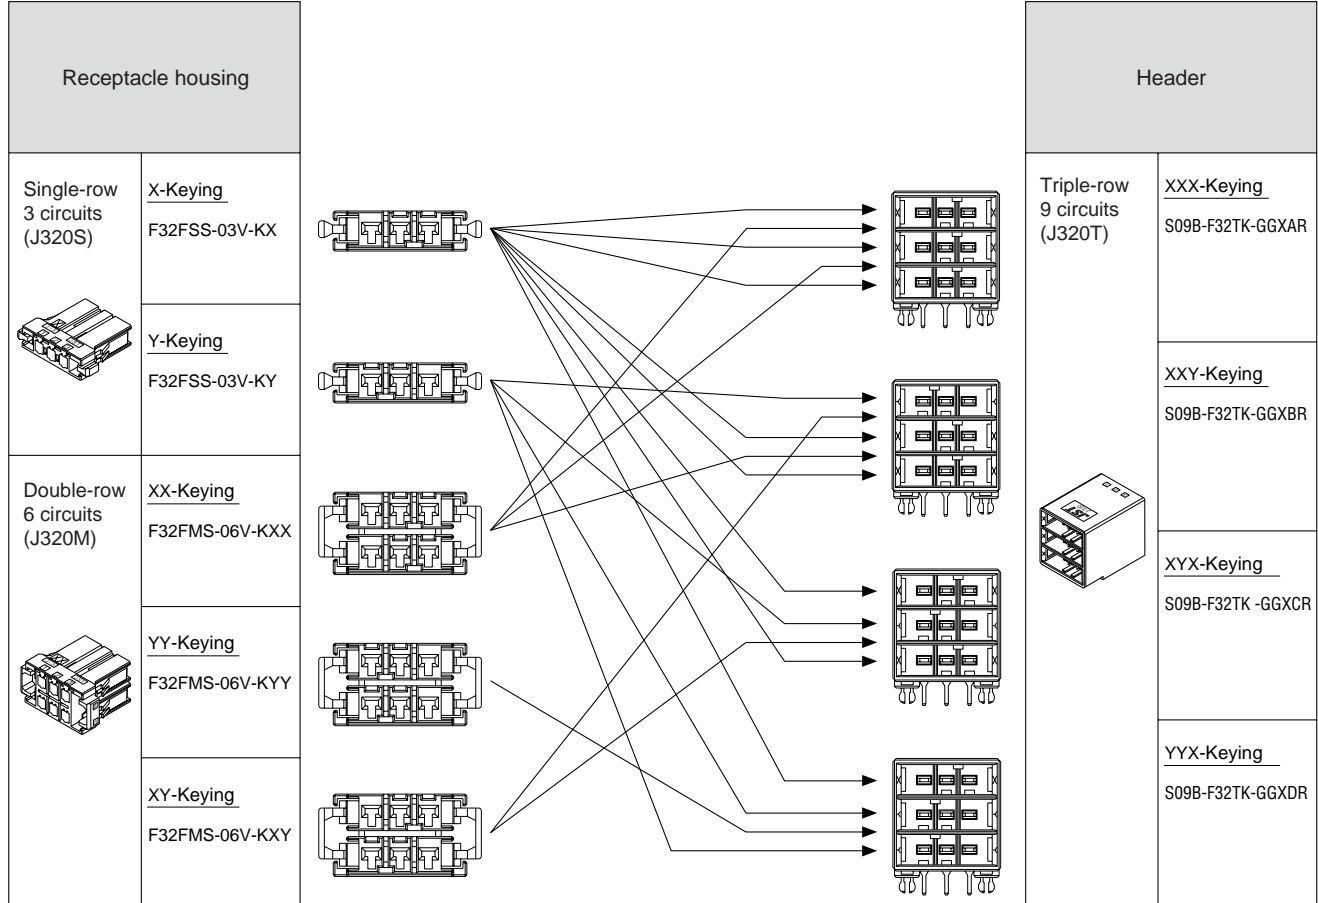 Receptacle housing
Header
Single-row
3 circuits
(J320S)
X-Keying
F32FSS-03V-KX
Y-Keying
F32FSS-03V-KY
Double-row
6 circuits
(J320M)
XX-Keying
F32FMS-06V-KXX
YY-Keying
F32FMS-06V-KYY
XY-Keying
F32FMS-06V-KXY
Triple-row
9 circuits
(J320T)
JST
XXX-Keying
S09B-F32TK-GGXAR
XXY-Keying
S09B-F32TK-GGXBR
XYX-Keying
S09B-F32TK -GGXCR
YYX-Keying
S09B-F32TK-GGXDR